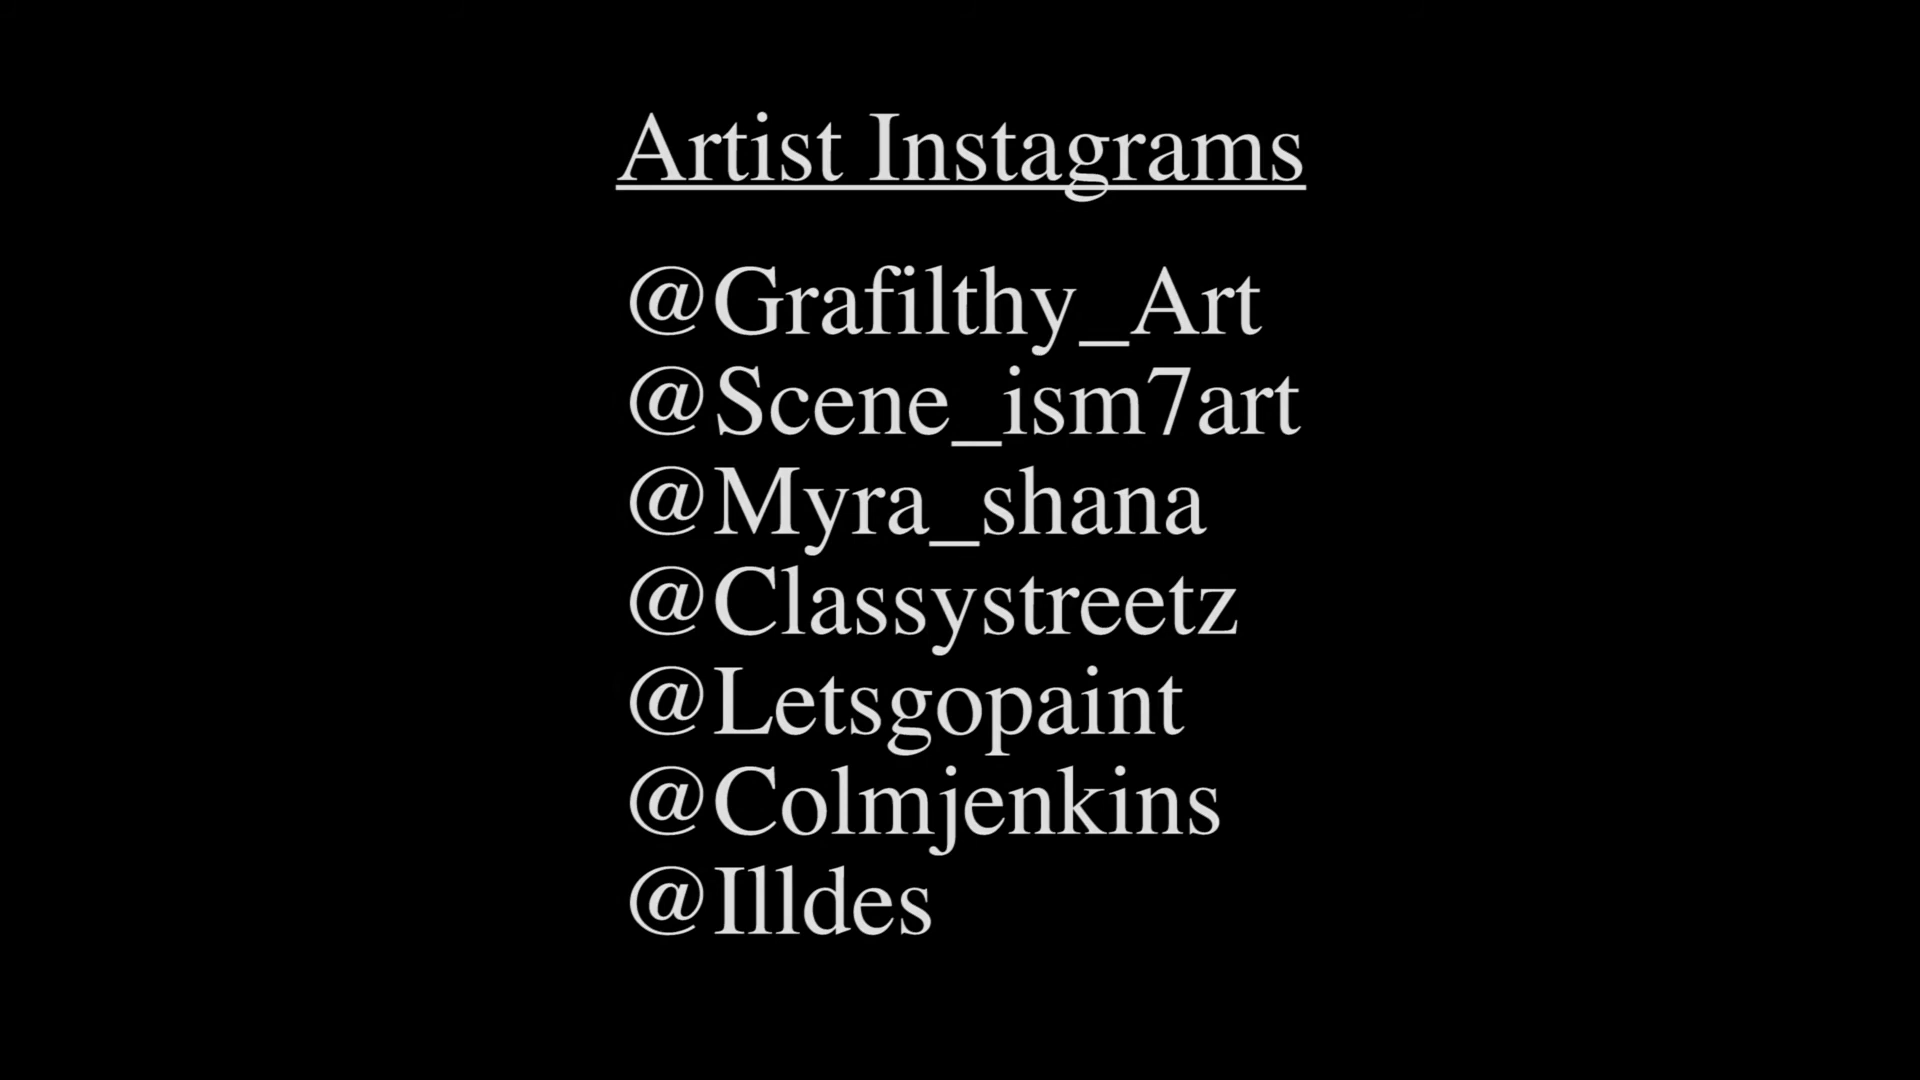 Artist Instagrams
@Grafilthy_Art
@Scene_ism7art
@Myra_shana
@Classystreetz
@Letsgopaint
@Colmjenkins
@Illdes